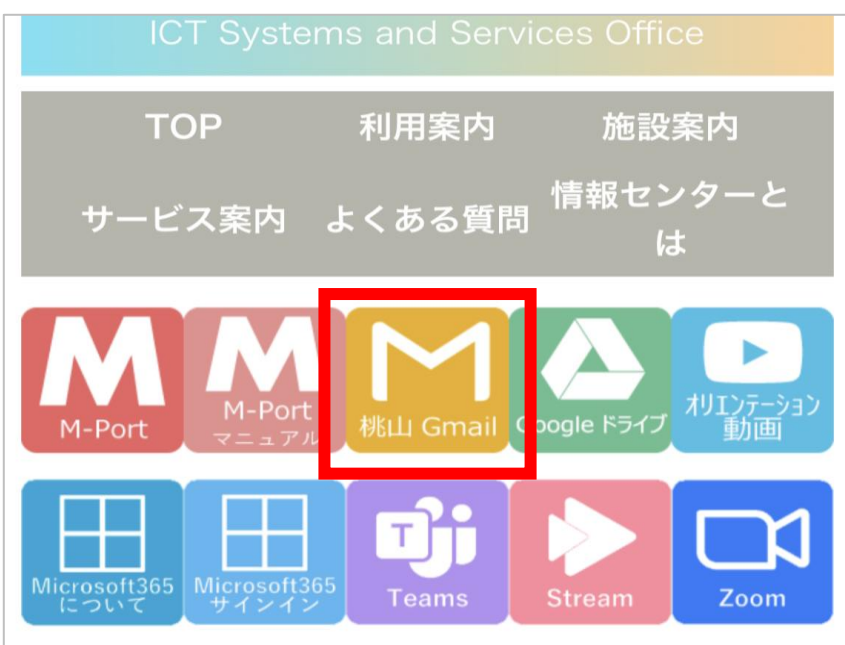 ICT Systems and Services Office
TOP
利用案内
施設案内
サービス案内
よくある質問
情報センターと
は
M-Port
M-Port
マニュアル
桃山 Gmail
Google ドライブ
オリエンテーション
動画
Microsoft365
について
Microsoft365
サインイン
Teams
Stream
Zoom